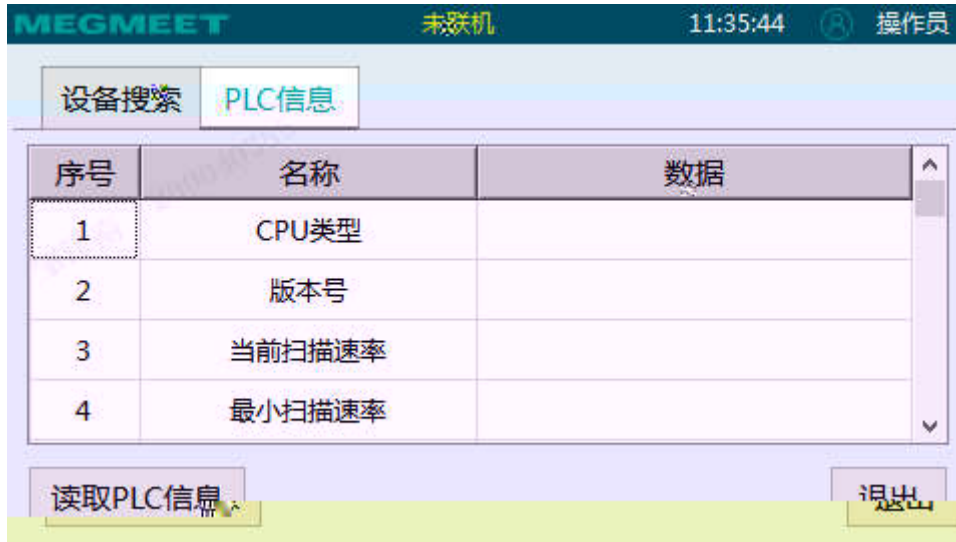 MEGMEET 未联机 11:35:44 操作员
设备搜索 PLC信息
序号 名称 数据
1 CPU类型
2 版本号
3 当前扫描速率
4 最小扫描速率
读取PLC信息 退出